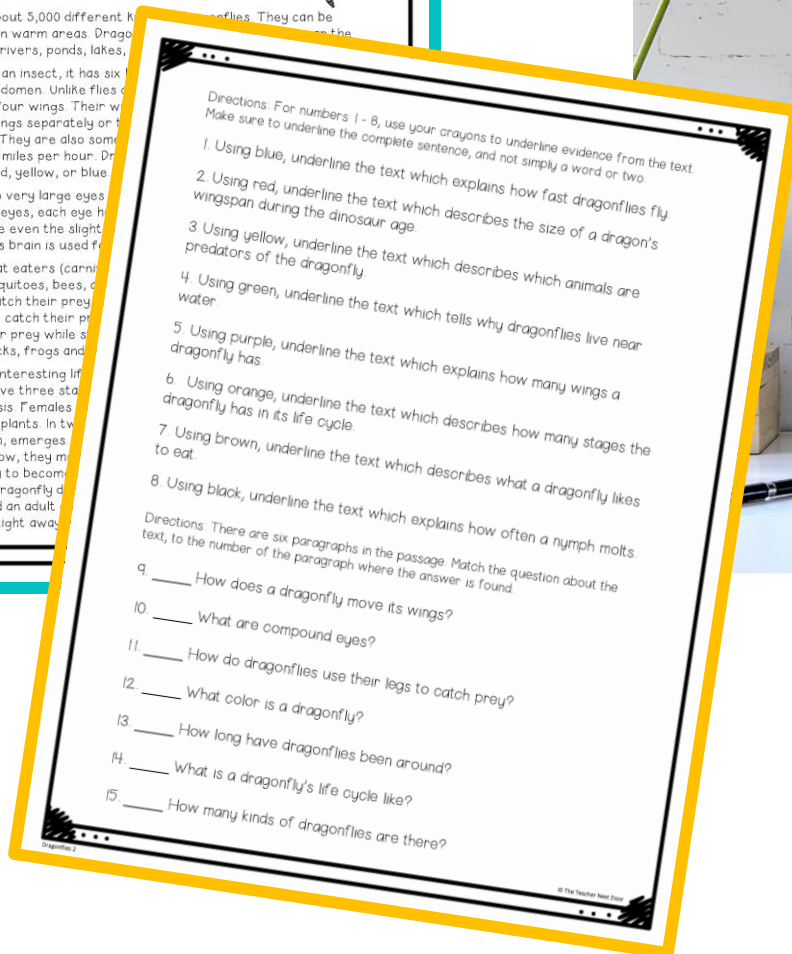 out 5,000 different k onflies. They can be
n warm areas. Drago the
rivers, ponds, lakes,
an insect, it has six
domen. Unlike flies
our wings. Their w
ngs separately or t
They are also some
miles per hour. Dr
d, yellow, or blue.
very large eyes
eyes, each eye h
e even the slight
s brain is used f
at eaters (carni
quitoes, bees,
tch their prey
catch their pr
r prey while s
cks, frogs and
nteresting lif
ve three sta
sis. Females
plants. In tw
n, emerges.
ow, they m
g to become
ragonfly d
d an adult
ight away
Directions: For numbers 1 - 8, use your crayons to underline evidence from the text.
Make sure to underline the complete sentence, and not simply a word or two.
1. Using blue, underline the text which explains how fast dragonflies fly.
2. Using red, underline the text which describes the size of a dragon's
wingspan during the dinosaur age.
3. Using yellow, underline the text which describes which animals are
predators of the dragonfly.
4. Using green, underline the text which tells why dragonflies live near
water.
5. Using purple, underline the text which explains how many wings a
dragonfly has.
6. Using orange, underline the text which describes how many stages the
dragonfly has in its life cycle.
7. Using brown, underline the text which describes what a dragonfly likes
to eat.
8. Using black, underline the text which explains how often a nymph molts.
Directions: There are six paragraphs in the passage. Match the question about the
text, to the number of the paragraph where the answer is found.
9. _____ How does a dragonfly move its wings?
10. _____ What are compound eyes?
11. _____ How do dragonflies use their legs to catch prey?
12. _____ What color is a dragonfly?
13. _____ How long have dragonflies been around?
14. _____ What is a dragonfly's life cycle like?
15. _____ How many kinds of dragonflies are there?
Dragonflies 2
© The Teacher Next Door